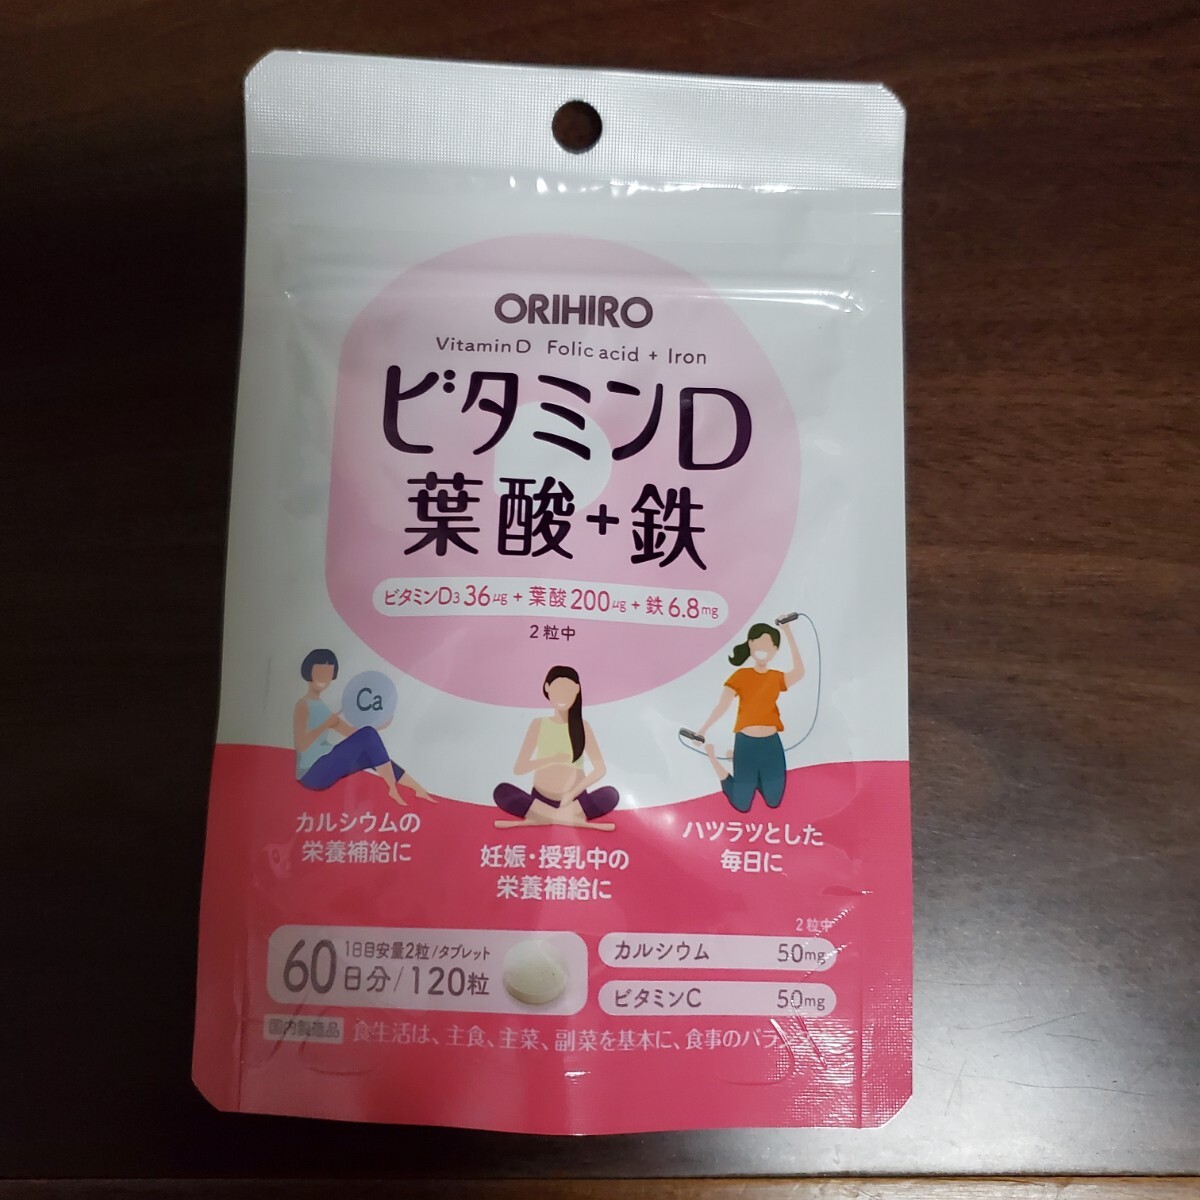 ORIHIRO
Vitamin D Folic acid + Iron
ビタミンD
葉酸+鉄
ビタミンD3 36μg + 葉酸 200μg + 鉄 6.8mg
2粒中
Ca
カルシウムの
栄養補給に
妊娠・授乳中の
栄養補給に
ハツラツとした
毎日に
1日目安量2粒/タブレット
60日分/120粒
2粒中
カルシウム 50mg
ビタミンC 50mg
国内製造品
食生活は、主食、主菜、副菜を基本に、食事のバランス